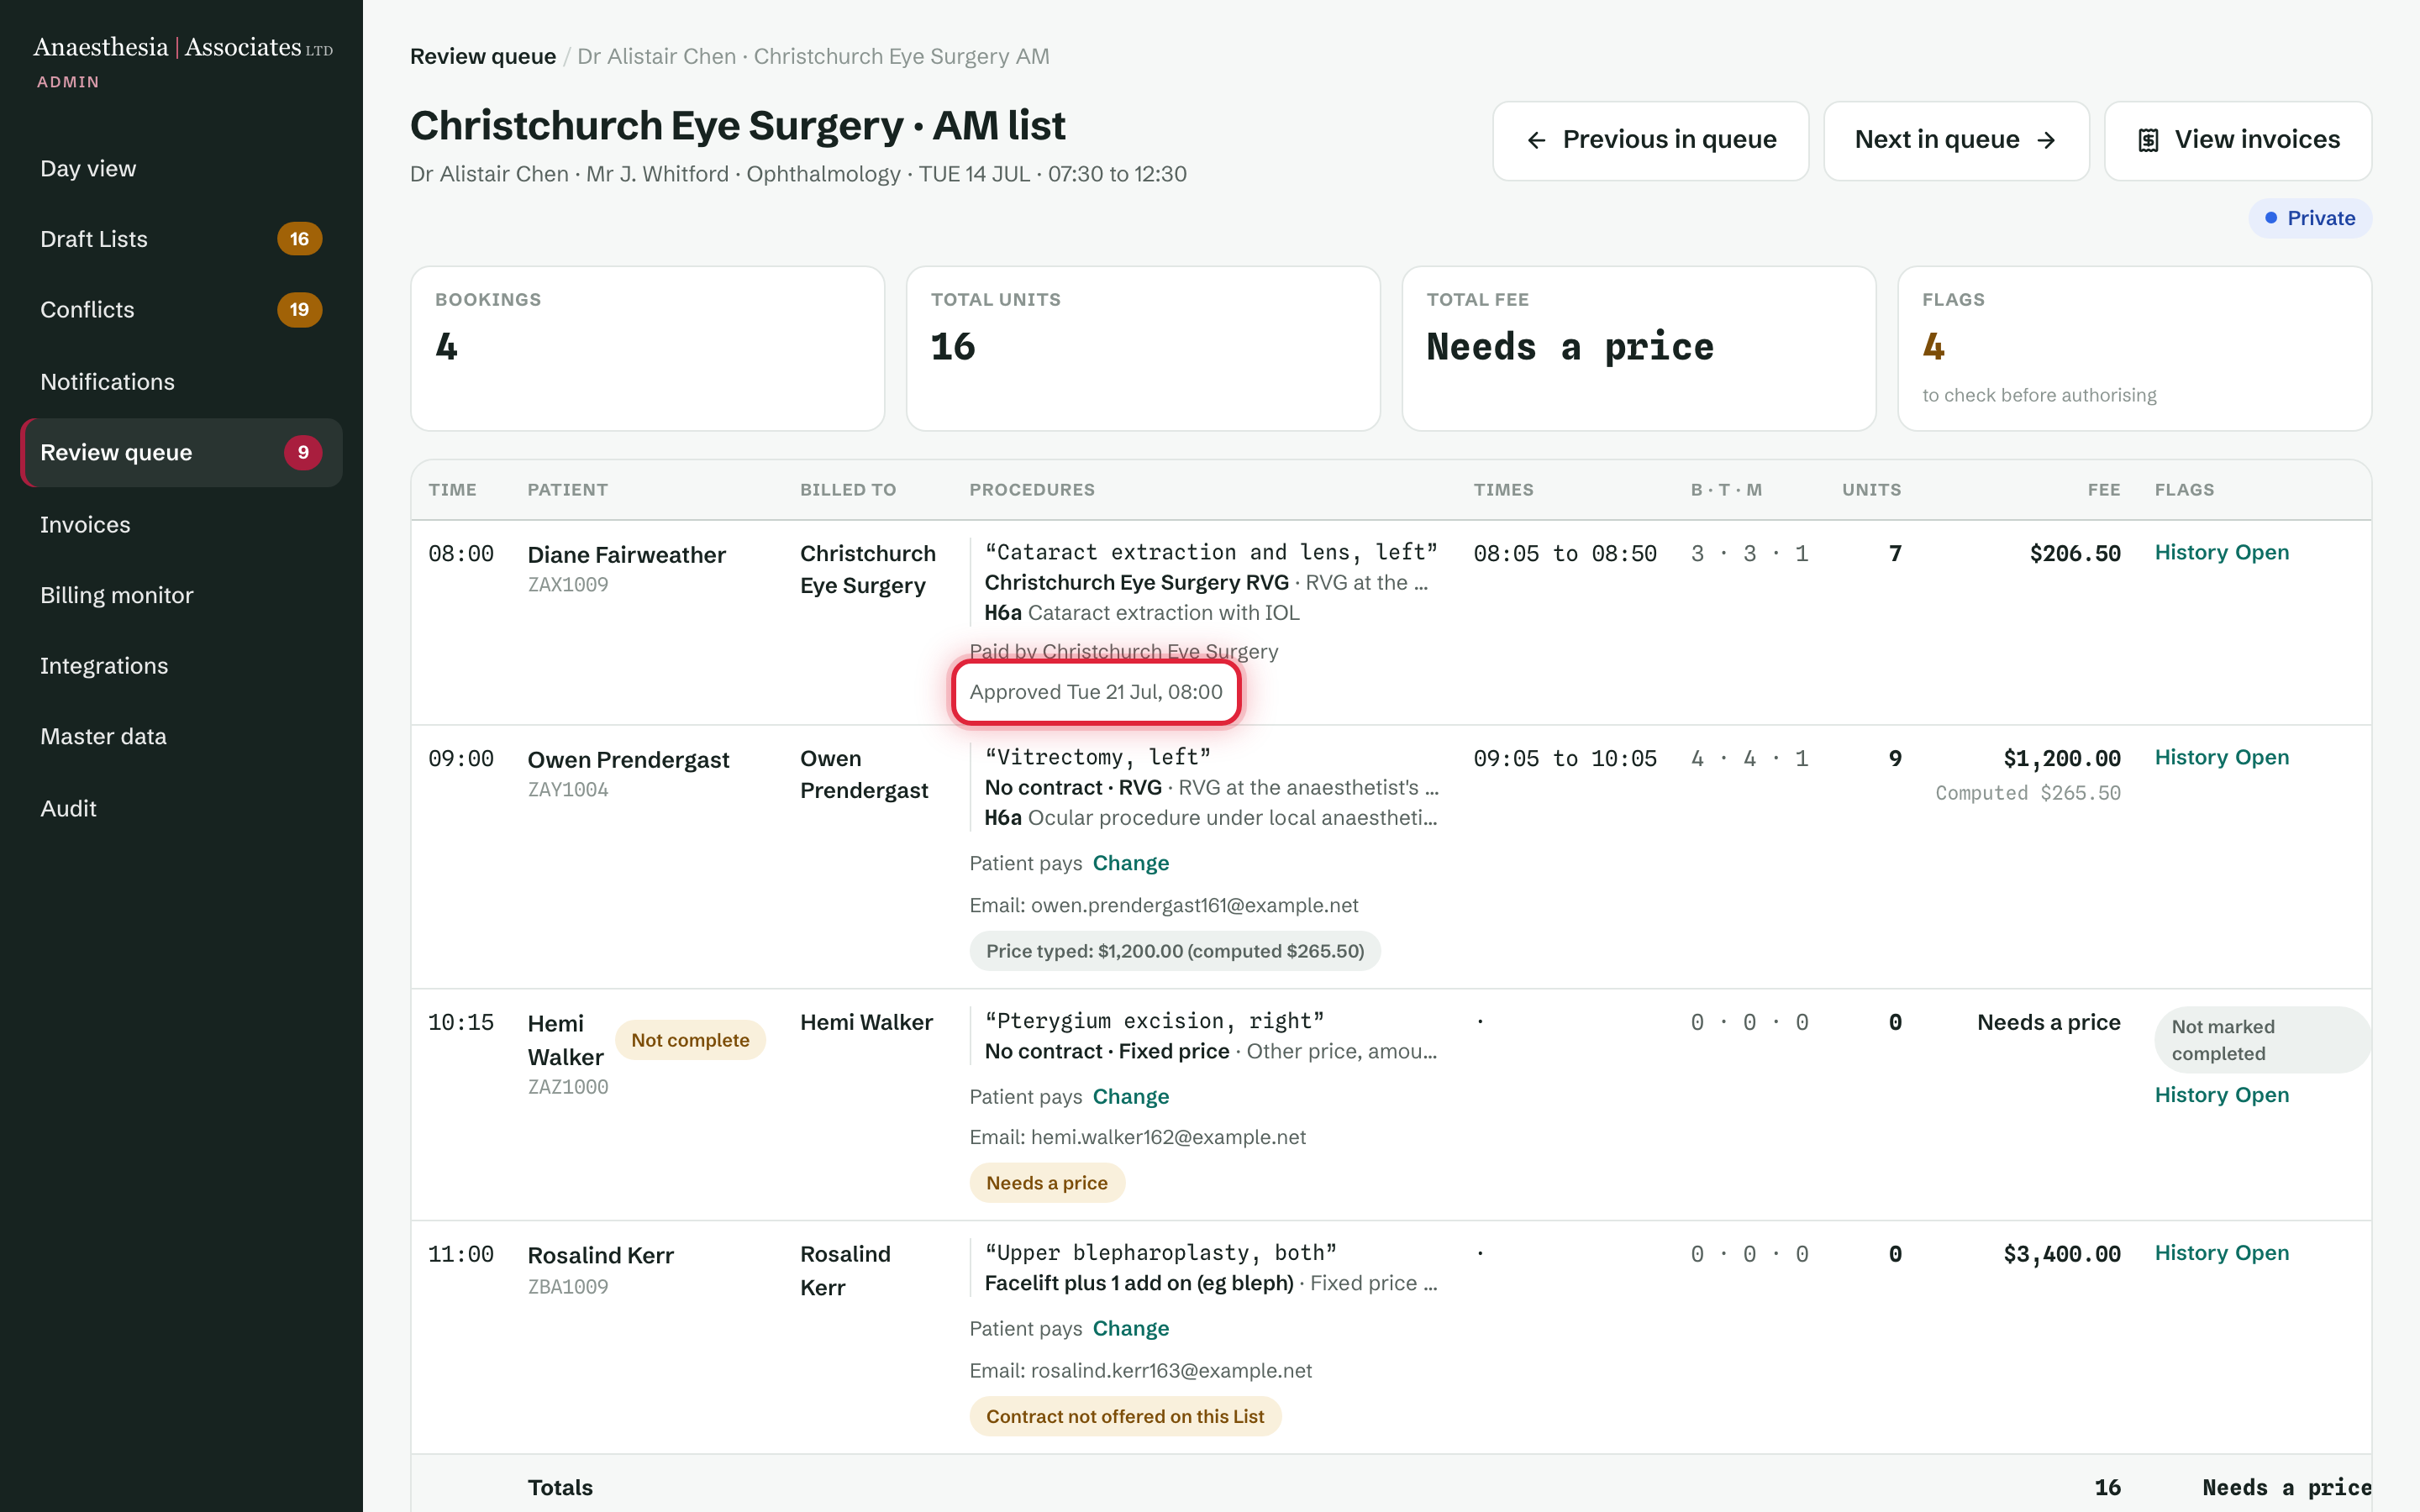 Anaesthesia | Associates LTD
ADMIN
Day view
Draft Lists 16
Conflicts 19
Notifications
Review queue 9
Invoices
Billing monitor
Integrations
Master data
Audit
Review queue / Dr Alistair Chen · Christchurch Eye Surgery AM
Christchurch Eye Surgery · AM list
Dr Alistair Chen · Mr J. Whitford · Ophthalmology · TUE 14 JUL · 07:30 to 12:30
← Previous in queue
Next in queue →
View invoices
Private
BOOKINGS
4
TOTAL UNITS
16
TOTAL FEE
Needs a price
FLAGS
4
to check before authorising
TIME PATIENT BILLED TO PROCEDURES TIMES B · T · M UNITS FEE FLAGS
08:00
Diane Fairweather
ZAX1009
Christchurch
Eye Surgery
“Cataract extraction and lens, left”
Christchurch Eye Surgery RVG · RVG at the ...
H6a Cataract extraction with IOL
Paid by Christchurch Eye Surgery
Approved Tue 21 Jul, 08:00
08:05 to 08:50
3 · 3 · 1
7
$206.50
History Open
09:00
Owen Prendergast
ZAY1004
Owen
Prendergast
“Vitrectomy, left”
No contract · RVG · RVG at the anaesthetist's ...
H6a Ocular procedure under local anaestheti...
Patient pays Change
Email: owen.prendergast161@example.net
Price typed: $1,200.00 (computed $265.50)
09:05 to 10:05
4 · 4 · 1
9
$1,200.00
Computed $265.50
History Open
10:15
Hemi
Walker
Not complete
ZAZ1000
Hemi Walker
“Pterygium excision, right”
No contract · Fixed price · Other price, amou...
Patient pays Change
Email: hemi.walker162@example.net
Needs a price
·
0 · 0 · 0
0
Needs a price
Not marked
completed
History Open
11:00
Rosalind Kerr
ZBA1009
Rosalind
Kerr
“Upper blepharoplasty, both”
Facelift plus 1 add on (eg bleph) · Fixed price ...
Patient pays Change
Email: rosalind.kerr163@example.net
Contract not offered on this List
·
0 · 0 · 0
0
$3,400.00
History Open
Totals 16 Needs a price